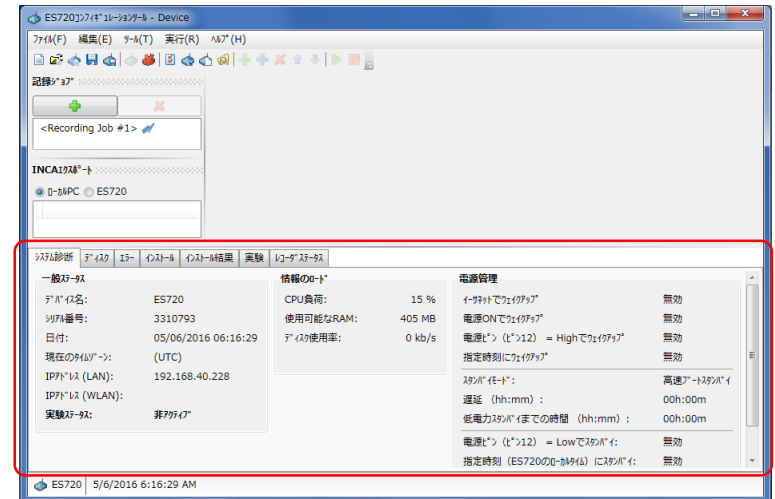 ES720ｺﾝﾌｨｷﾞｭﾚｰｼｮﾝﾂｰﾙ - Device
ﾌｧｲﾙ(F) 編集(E) ﾂｰﾙ(T) 実行(R) ﾍﾙﾌﾟ(H)
記録ｼﾞｮﾌﾞ
<Recording Job #1>
INCAｴｸｽﾎﾟｰﾄ
ﾛｰｶﾙPC ES720
ｼｽﾃﾑ診断 ﾃﾞｨｽｸ ｴﾗｰ ｲﾝｽﾄｰﾙ ｲﾝｽﾄｰﾙ結果 実験 ﾚｺｰﾀﾞｽﾃｰﾀｽ
一般ｽﾃｰﾀｽ
ﾃﾞﾊﾞｲｽ名: ES720
ｼﾘｱﾙ番号: 3310793
日付: 05/06/2016 06:16:29
現在のﾀｲﾑｿﾞｰﾝ: (UTC)
IPｱﾄﾞﾚｽ (LAN): 192.168.40.228
IPｱﾄﾞﾚｽ (WLAN):
実験ｽﾃｰﾀｽ: 非ｱｸﾃｨﾌﾞ
情報のﾛｰﾄﾞ
CPU負荷: 15 %
使用可能なRAM: 405 MB
ﾃﾞｨｽｸ使用率: 0 kb/s
電源管理
ｲｰｻﾈｯﾄでｳｪｲｸｱｯﾌﾟ 無効
電源ONでｳｪｲｸｱｯﾌﾟ 無効
電源ﾋﾟﾝ (ﾋﾟﾝ12) = Highでｳｪｲｸｱｯﾌﾟ 無効
指定時刻にｳｪｲｸｱｯﾌﾟ 無効
ｽﾀﾝﾊﾞｲﾓｰﾄﾞ: 高速ﾌﾞｰﾄｽﾀﾝﾊﾞｲ
遅延 (hh:mm) : 00h:00m
低電力ｽﾀﾝﾊﾞｲまでの時間 (hh:mm) : 00h:00m
電源ﾋﾟﾝ (ﾋﾟﾝ12) = Lowでｽﾀﾝﾊﾞｲ: 無効
指定時刻 (ES720のﾛｰｶﾙﾀｲﾑ) にｽﾀﾝﾊﾞｲ: 無効
ES720 5/6/2016 6:16:29 AM